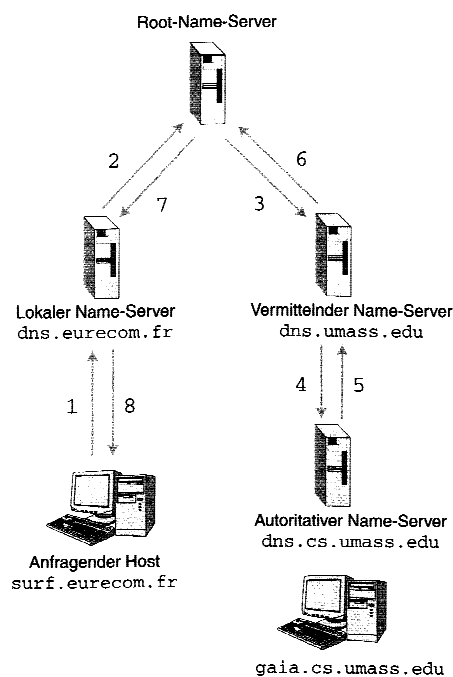 Root-Name-Server
2
6
7
3
Lokaler Name-Server
dns.eurecom.fr
Vermittelnder Name-Server
dns.umass.edu
1
8
4
5
Anfragender Host
surf.eurecom.fr
Autoritativer Name-Server
dns.cs.umass.edu
gaia.cs.umass.edu